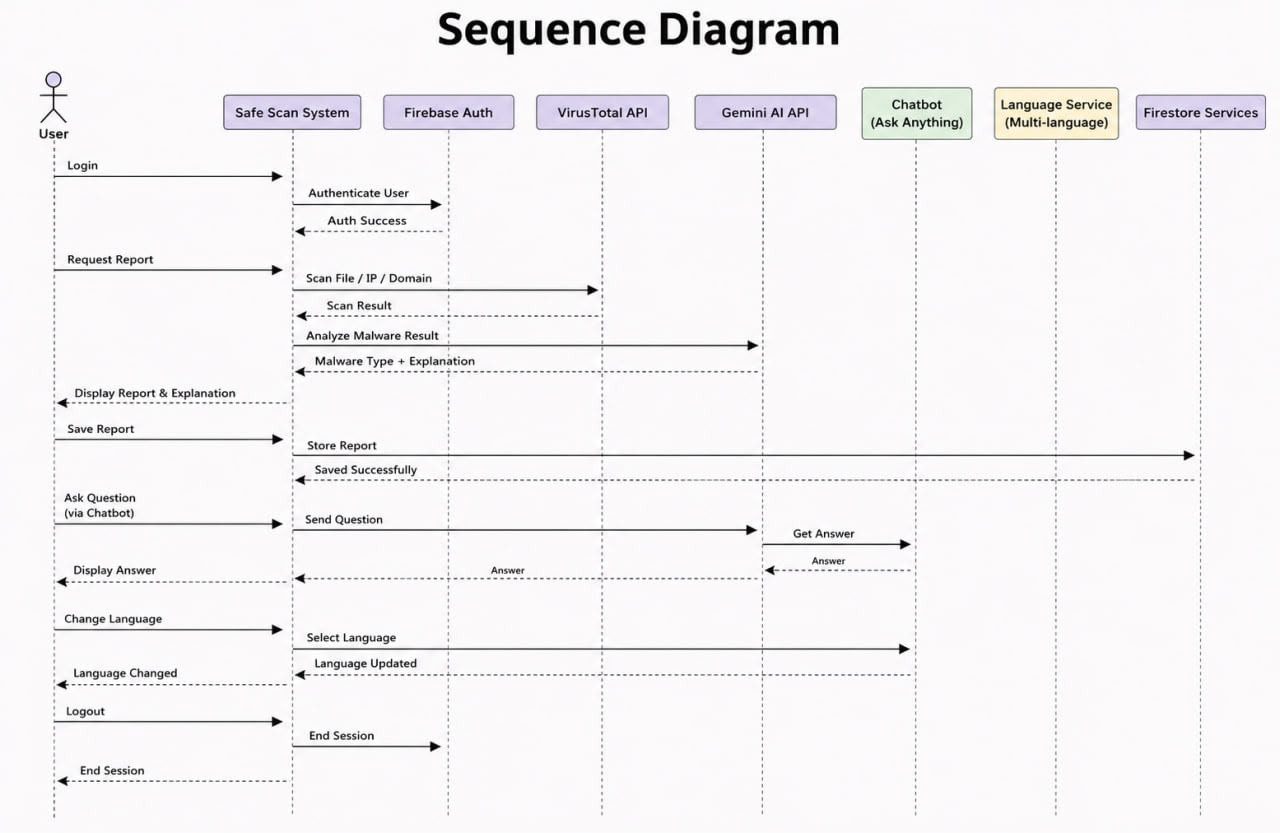 Sequence Diagram
User
Safe Scan System
Firebase Auth
VirusTotal API
Gemini AI API
Chatbot
(Ask Anything)
Language Service
(Multi-language)
Firestore Services
Login
Authenticate User
Auth Success
Request Report
Scan File / IP / Domain
Scan Result
Analyze Malware Result
Malware Type + Explanation
Display Report & Explanation
Save Report
Store Report
Saved Successfully
Ask Question
(via Chatbot)
Send Question
Get Answer
Answer
Answer
Display Answer
Change Language
Select Language
Language Updated
Language Changed
Logout
End Session
End Session